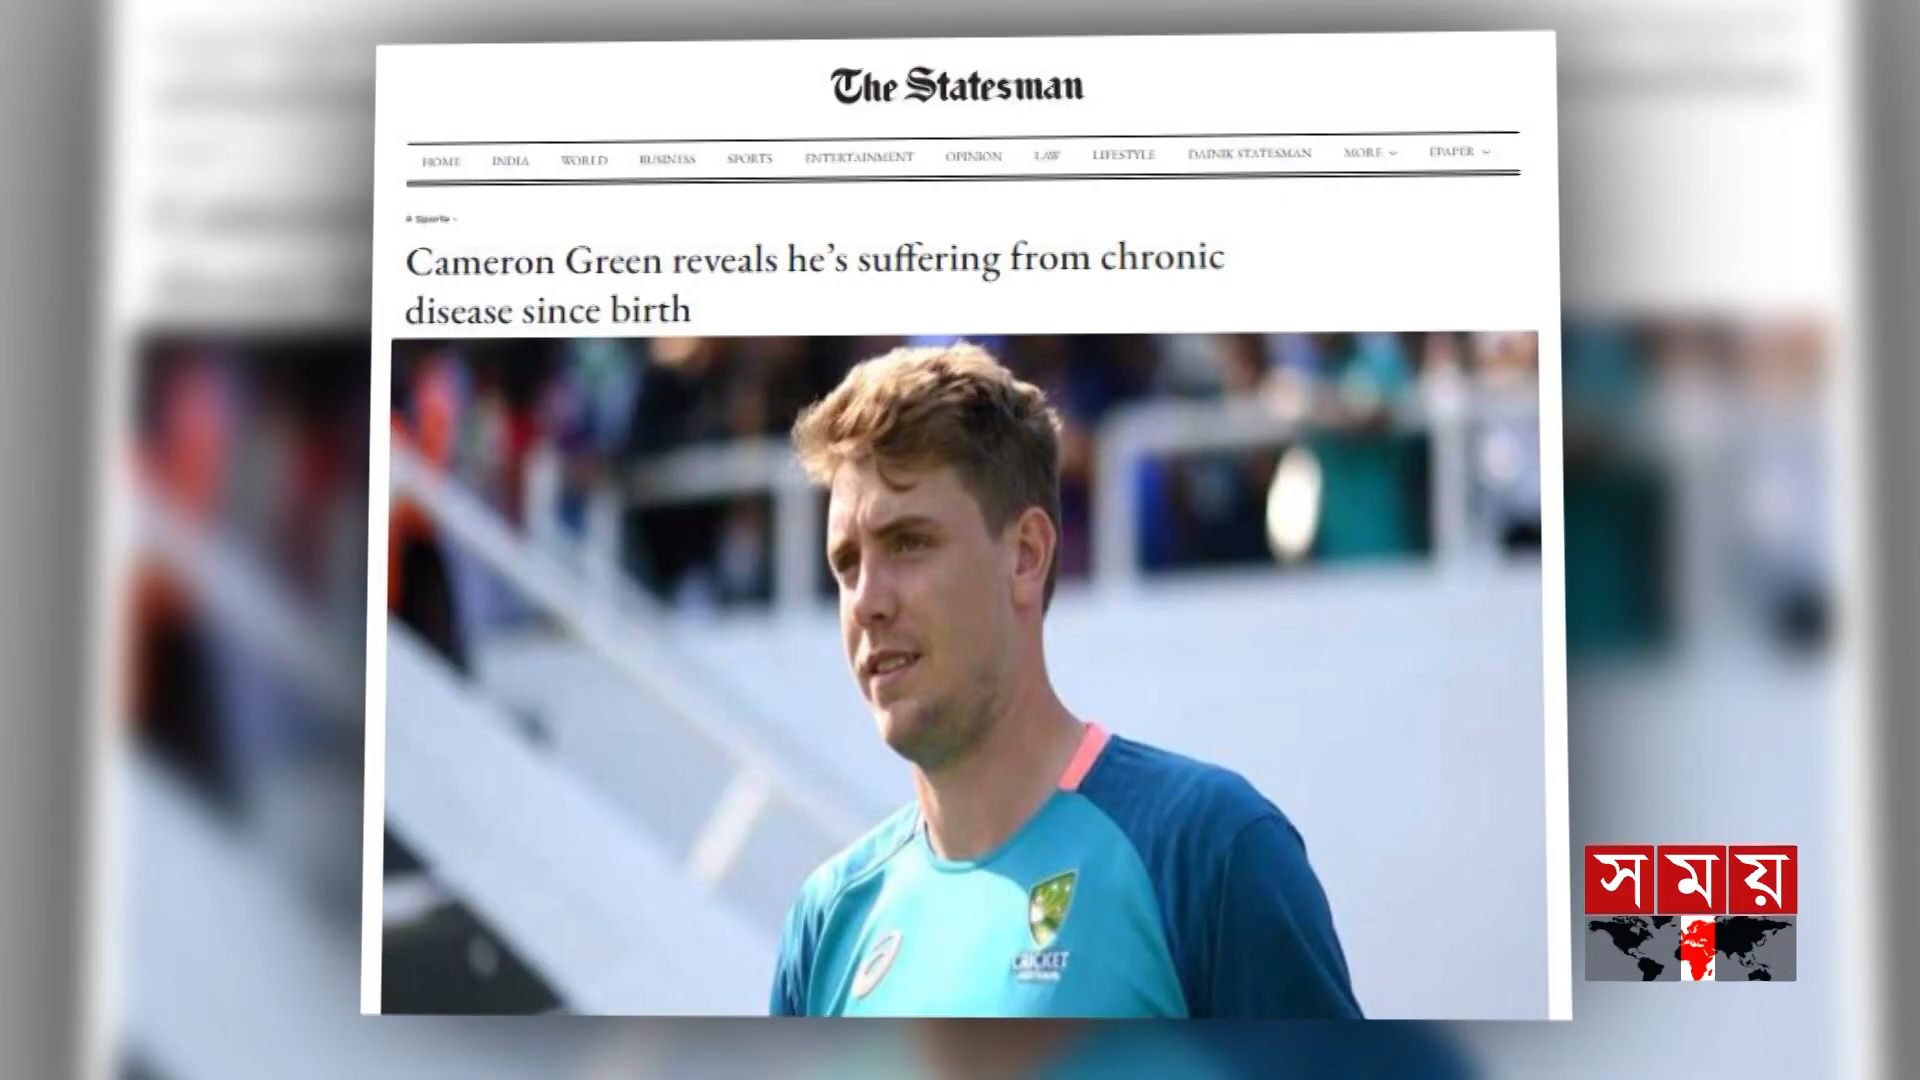 The Statesman
HOME INDIA WORLD BUSINESS SPORTS ENTERTAINMENT OPINION LAW LIFESTYLE DAINIK STATESMAN MORE EPAPER
# Sports -
Cameron Green reveals he’s suffering from chronic
disease since birth
CRICKET
সময়